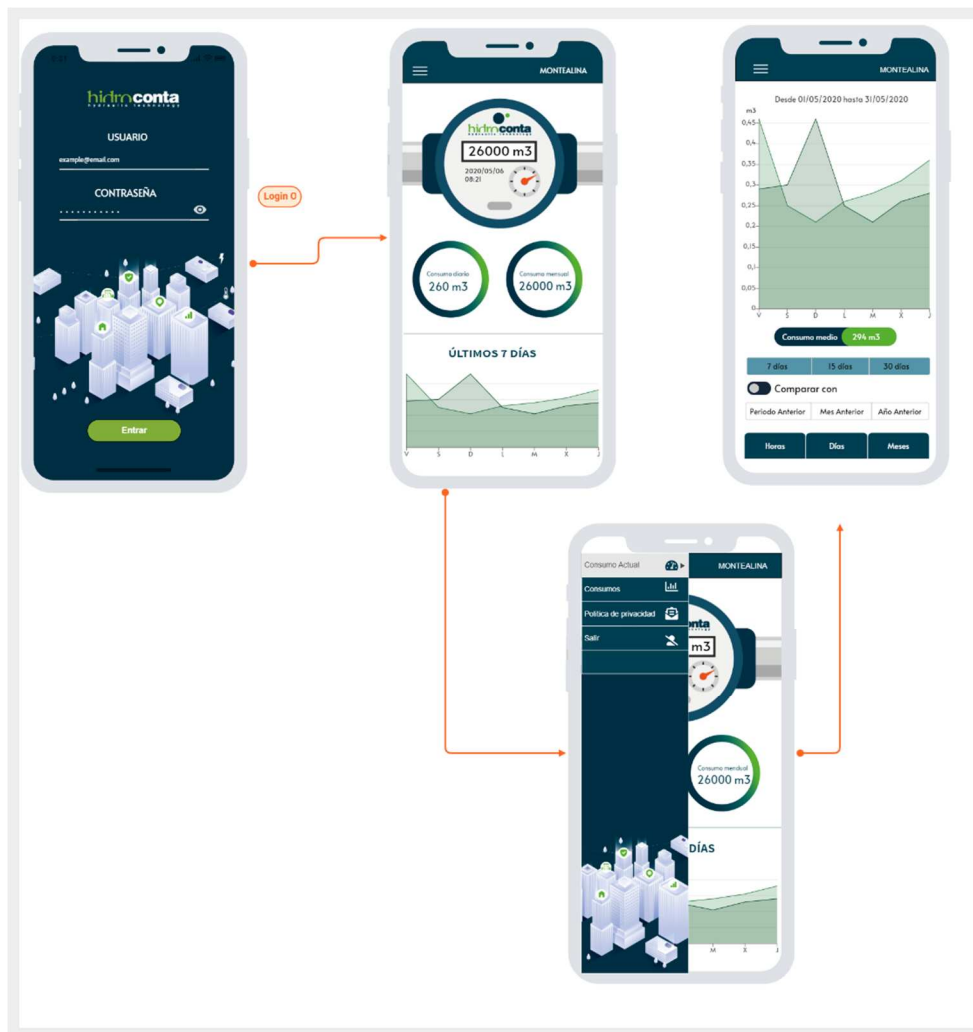 hidroconta
hydraulic technology
USUARIO
example@email.com
CONTRASEÑA
Entrar
Login O
MONTEALINA
hidroconta
26000 m3
2020/05/06
08:21
Consumo diario
260 m3
Consumo mensual
26000 m3
ÚLTIMOS 7 DÍAS
V S D L M X J
MONTEALINA
Desde 01/05/2020 hasta 31/05/2020
m3
0,45
0,4
0,35
0,3
0,25
0,2
0,15
0,1
0,05
0
V S D L M X J
Consumo medio 294 m3
7 días 15 días 30 días
Comparar con
Periodo Anterior Mes Anterior Año Anterior
Horas Días Meses
Consumo Actual
MONTEALINA
Consumos
Política de privacidad
Salir
onta
m3
Consumo mensual
26000 m3
DÍAS
M X J